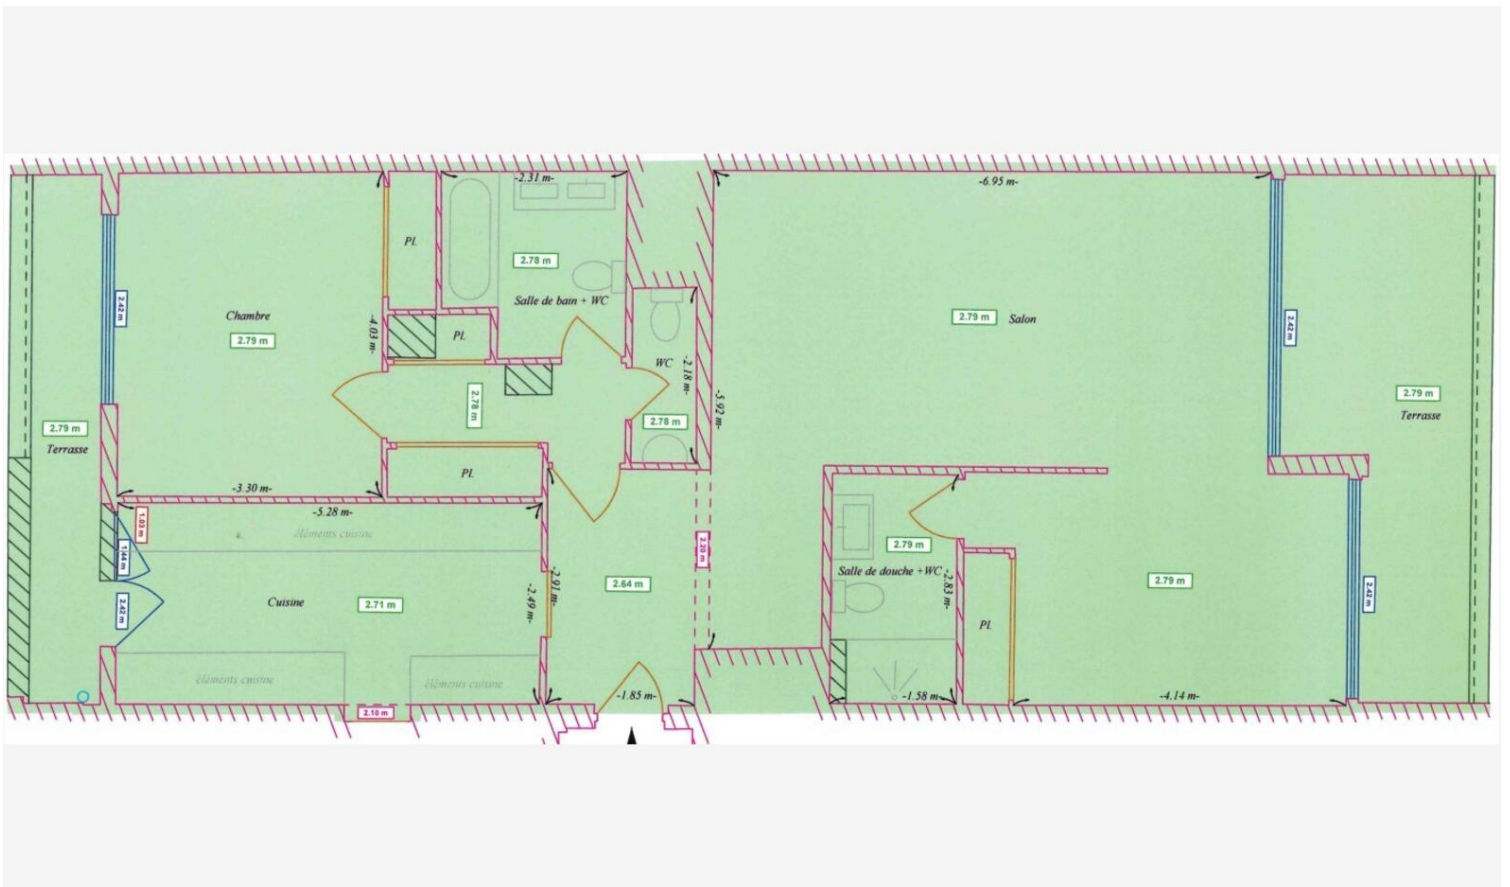 -2.31 m-
-6.95 m-
PL
2.78 m
Salle de bain + WC
2.42 m
Chambre
2.79 m
-4.03 m-
PL
WC
-2.18 m-
2.79 m
Salon
2.42 m
2.78 m
2.78 m
-5.92 m-
2.79 m
Terrasse
2.79 m
Terrasse
PL
-3.30 m-
-5.28 m-
1.03 m
éléments cuisine
1.44 m
2.42 m
Cuisine
2.71 m
-2.49 m-
-2.91 m-
2.64 m
2.20 m
2.79 m
Salle de douche +WC
-2.83 m-
PL
2.79 m
2.42 m
éléments cuisine
éléments cuisine
2.10 m
-1.85 m-
-1.58 m-
-4.14 m-